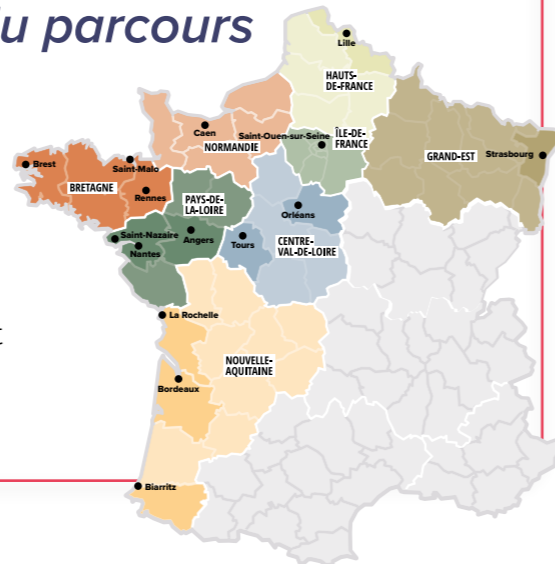 u parcours
Lille
HAUTS-
DE-FRANCE
Caen
Saint-Ouen-sur-Seine
NORMANDIE
ÎLE-DE-
FRANCE
GRAND-EST
Strasbourg
Brest
Saint-Malo
BRETAGNE
Rennes
PAYS-DE-
LA-LOIRE
Orléans
Saint-Nazaire
Angers
Nantes
Tours
CENTRE-
VAL-DE-LOIRE
La Rochelle
t
NOUVELLE-
AQUITAINE
Bordeaux
Biarritz